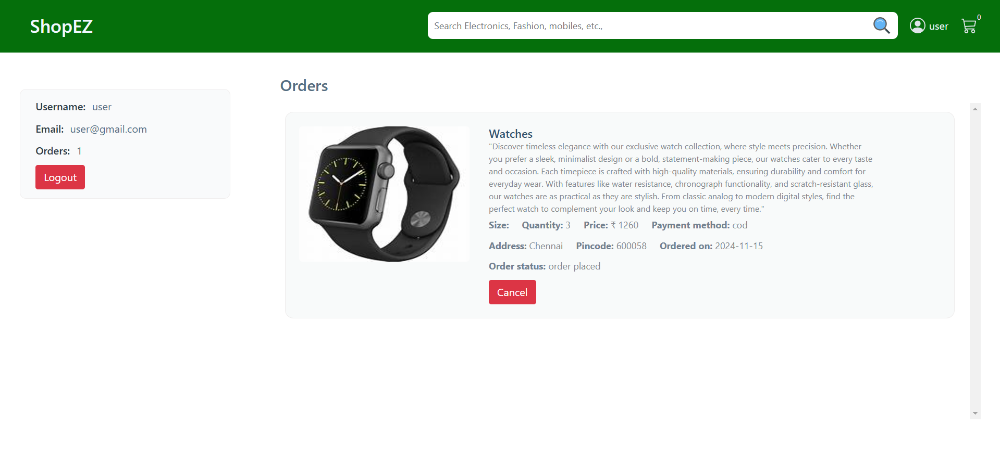 ShopEZ
Search Electronics, Fashion, mobiles, etc.,
user
0
Username: user
Email: user@gmail.com
Orders: 1
Logout
Orders
Watches
"Discover timeless elegance with our exclusive watch collection, where style meets precision. Whether
you prefer a sleek, minimalist design or a bold, statement-making piece, our watches cater to every taste
and occasion. Each timepiece is crafted with high-quality materials, ensuring durability and comfort for
everyday wear. With features like water resistance, chronograph functionality, and scratch-resistant glass,
our watches are as practical as they are stylish. From classic analog to modern digital styles, find the
perfect watch to complement your look and keep you on time, every time."
Size: Quantity: 3 Price: ₹ 1260 Payment method: cod
Address: Chennai Pincode: 600058 Ordered on: 2024-11-15
Order status: order placed
Cancel